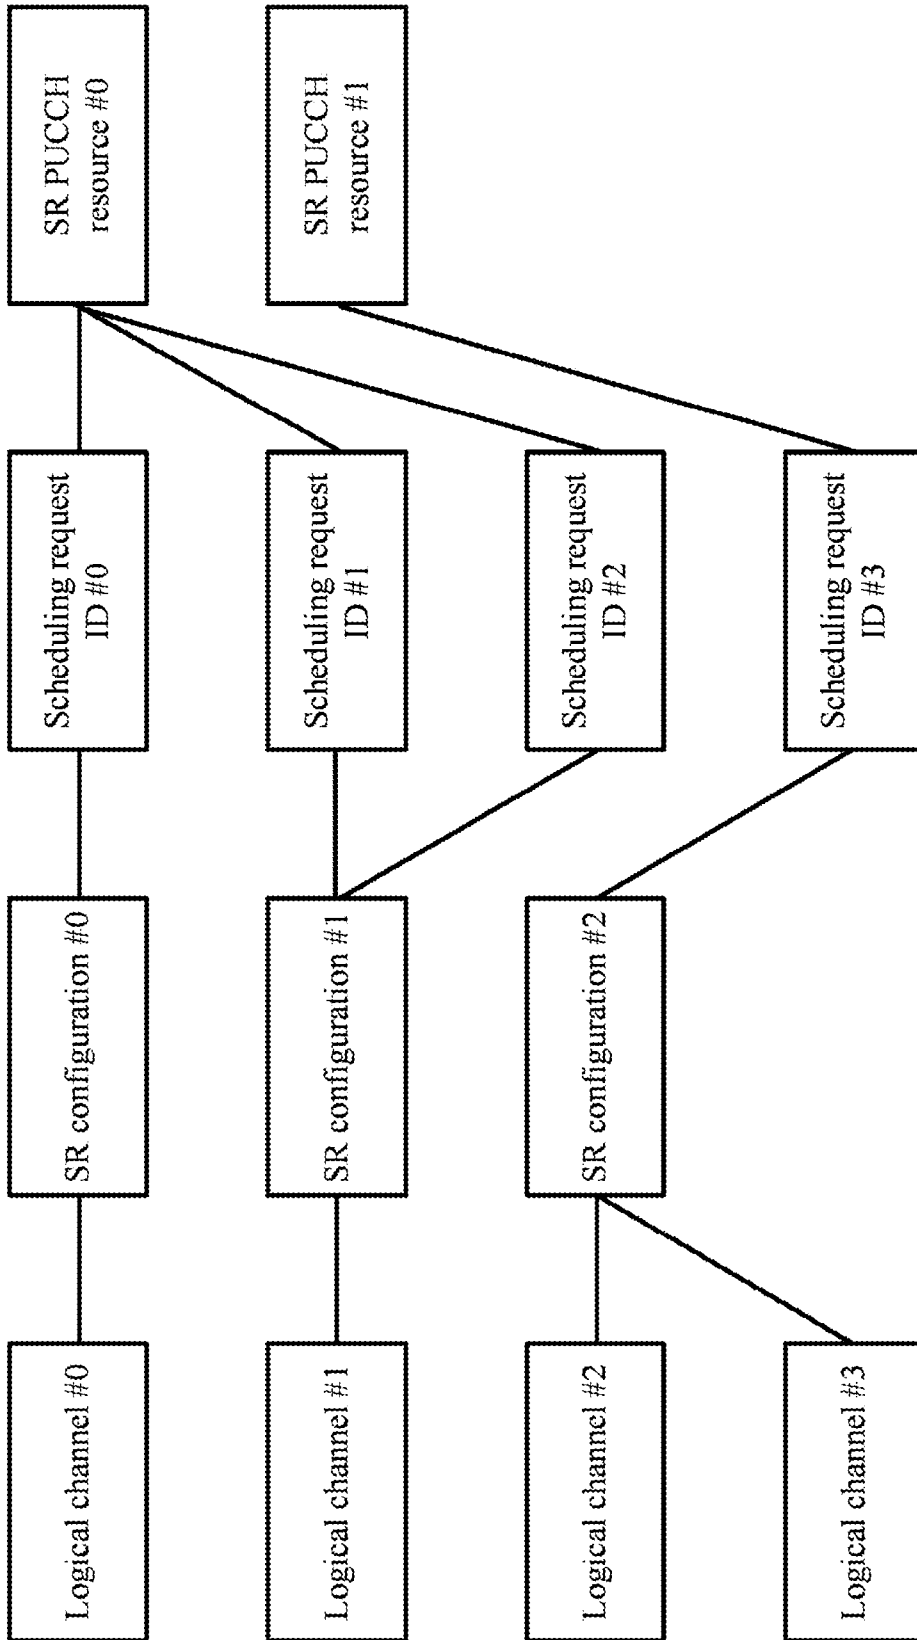 Logical channel #0
SR configuration #0
Scheduling request
ID #0
SR PUCCH
resource #0
Logical channel #1
SR configuration #1
Scheduling request
ID #1
SR PUCCH
resource #1
Logical channel #2
SR configuration #2
Scheduling request
ID #2
Logical channel #3
Scheduling request
ID #3